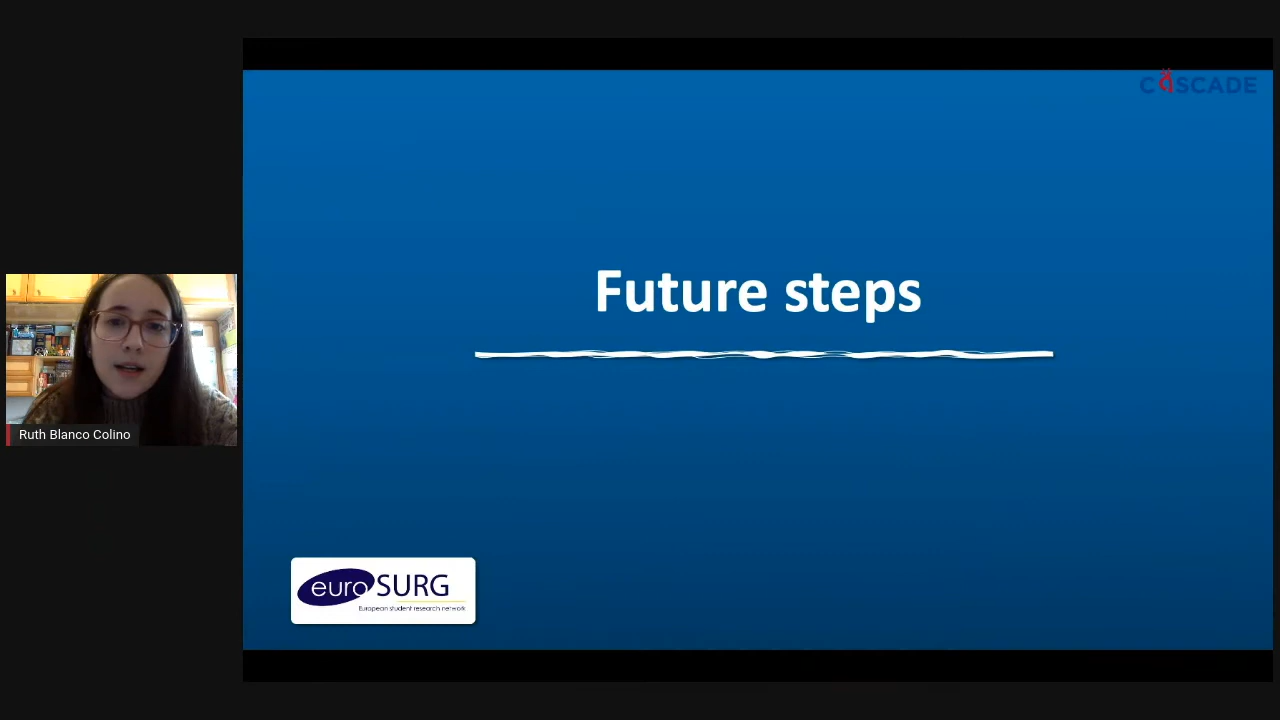 CASCADE
Future steps
Ruth Blanco Colino
euroSURG
European student research network